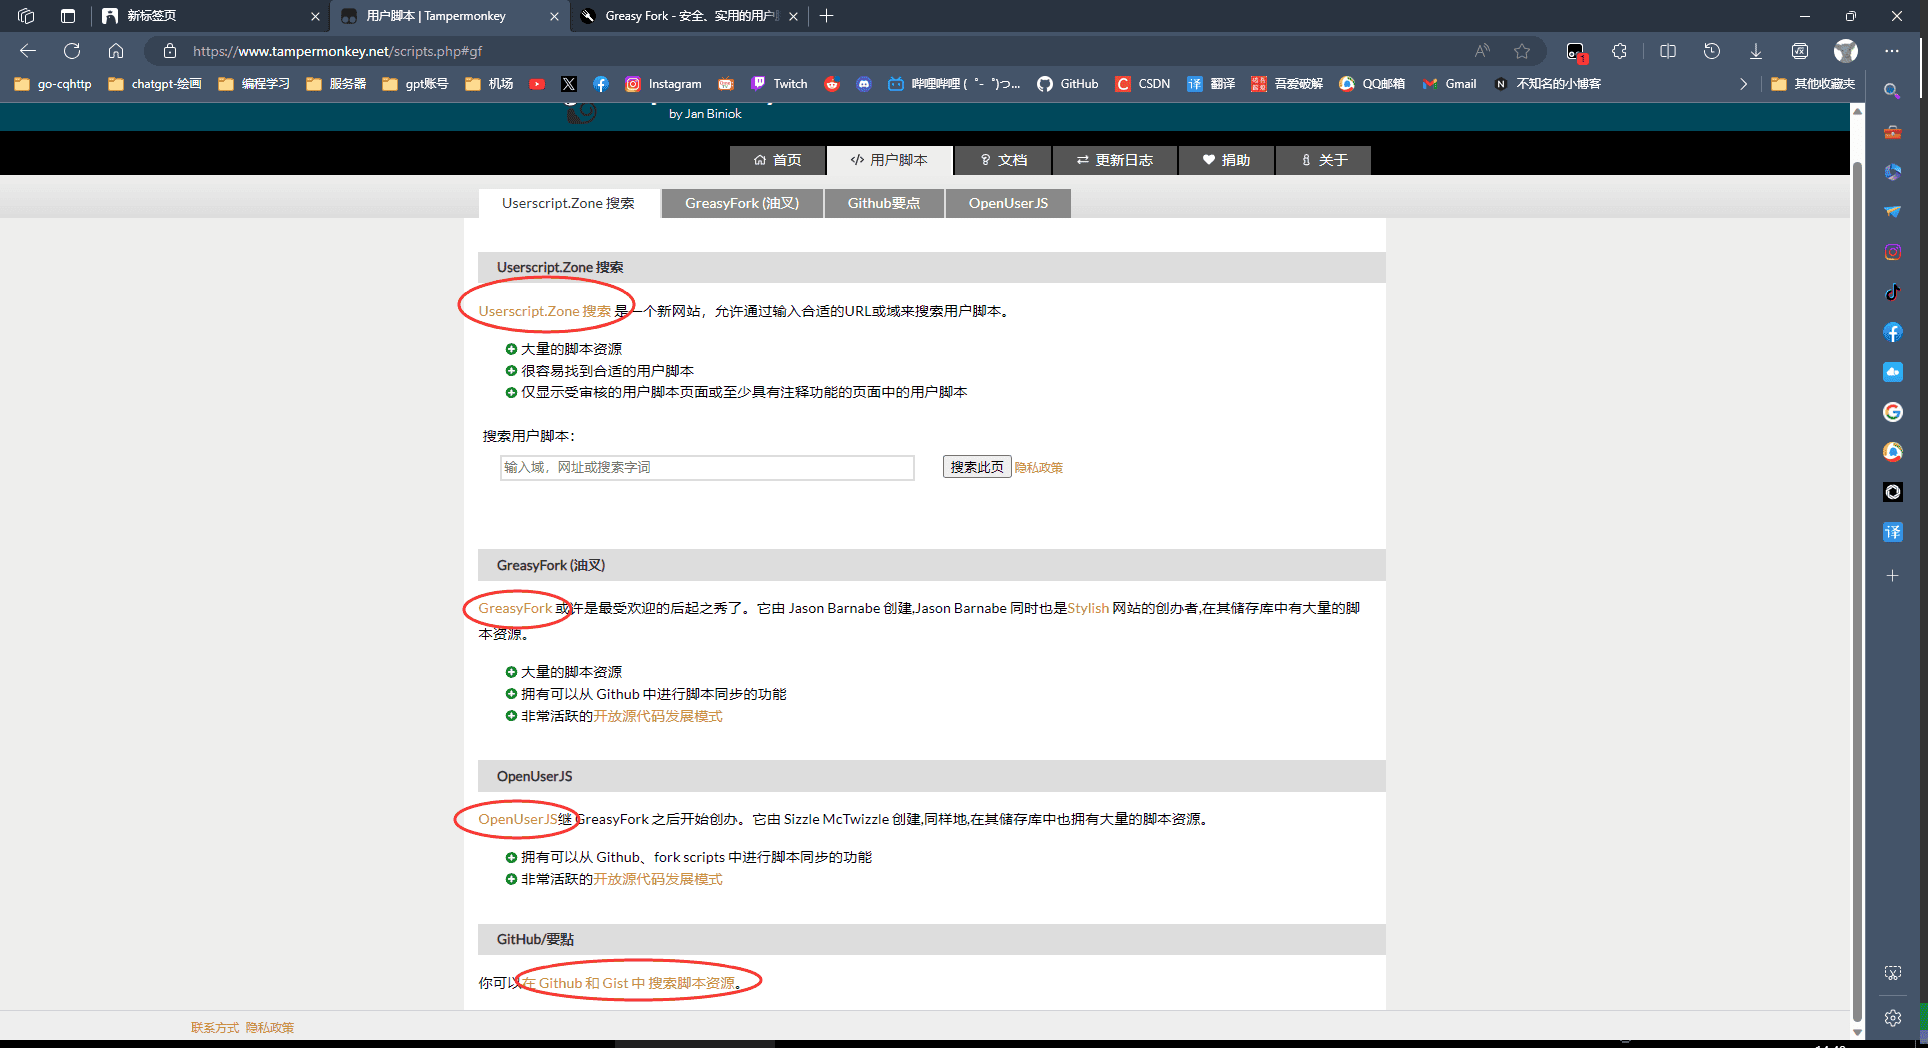 新标签页
用户脚本 | Tampermonkey
Greasy Fork - 安全、实用的用户
https://www.tampermonkey.net/scripts.php#gf
1
go-cqhttp
chatgpt-绘画
编程学习
服务器
gpt账号
机场
Instagram
Twitch
哔哩哔哩 ( ゜- ゜)つ...
GitHub
CSDN
翻译
吾爱破解
QQ邮箱
Gmail
不知名的小博客
其他收藏夹
by Jan Biniok
首页
用户脚本
文档
更新日志
捐助
关于
Userscript.Zone 搜索
GreasyFork (油叉)
Github要点
OpenUserJS
Userscript.Zone 搜索
Userscript.Zone 搜索 是一个新网站，允许通过输入合适的URL或域来搜索用户脚本。
大量的脚本资源
很容易找到合适的用户脚本
仅显示受审核的用户脚本页面或至少具有注释功能的页面中的用户脚本
搜索用户脚本：
输入域，网址或搜索字词
搜索此页
隐私政策
GreasyFork (油叉)
GreasyFork 或许是最受欢迎的后起之秀了。它由 Jason Barnabe 创建,Jason Barnabe 同时也是Stylish 网站的创办者,在其储存库中有大量的脚
本资源。
大量的脚本资源
拥有可以从 Github 中进行脚本同步的功能
非常活跃的开放源代码发展模式
OpenUserJS
OpenUserJS继 GreasyFork 之后开始创办。它由 Sizzle McTwizzle 创建,同样地,在其储存库中也拥有大量的脚本资源。
拥有可以从 Github、fork scripts 中进行脚本同步的功能
非常活跃的开放源代码发展模式
GitHub/要點
你可以在 Github 和 Gist 中 搜索脚本资源。
联系方式 隐私政策